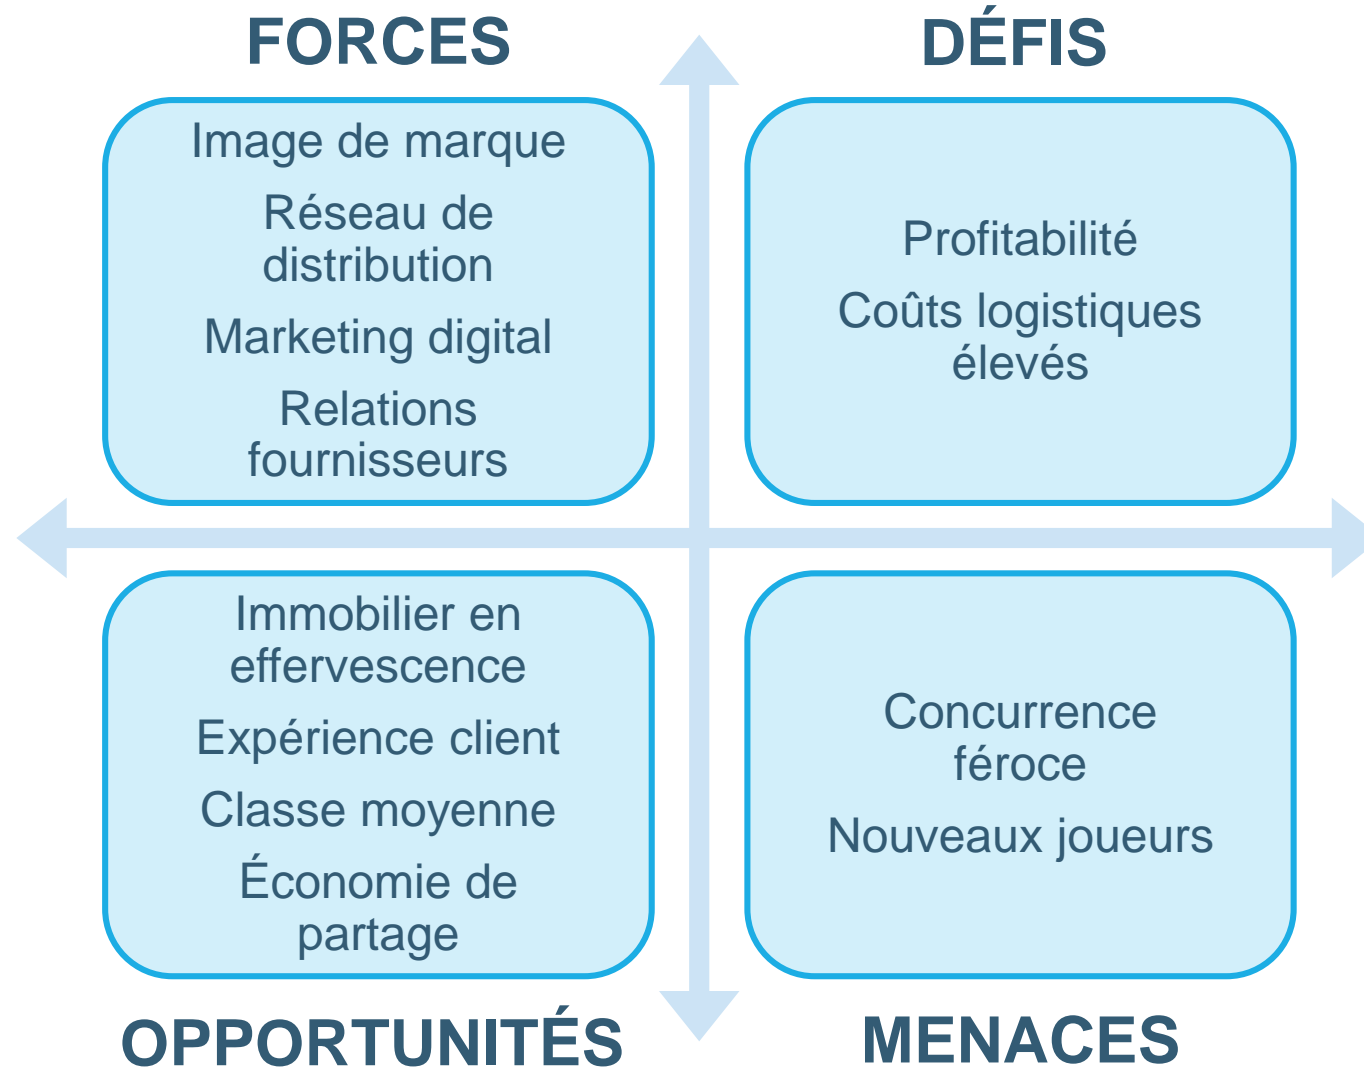 FORCES
Image de marque
Réseau de
distribution
Marketing digital
Relations
fournisseurs
DÉFIS
Profitabilité
Coûts logistiques
élevés
Immobilier en
effervescence
Expérience client
Classe moyenne
Économie de
partage
OPPORTUNITÉS
Concurrence
féroce
Nouveaux joueurs
MENACES